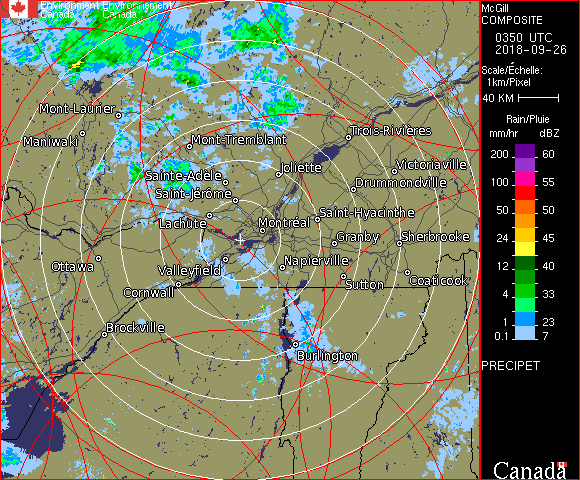 Environment Environnement
Canada Canada
McGill
COMPOSITE
0350 UTC
2018-09-26
Scale/Échelle:
1km/Pixel
40 KM
Rain/Pluie
mm/hr dBZ
200 60
100 55
50 50
24 45
12 40
4 33
1 23
0.1 7
PRECIPET
Canada
Mont-Laurier
Maniwaki
Mont-Tremblant
Trois-Rivières
Sainte-Adèle
Joliette
Victoriaville
Saint-Jérôme
Drummondville
Lachute
Saint-Hyacinthe
Montréal
Granby
Sherbrooke
Ottawa
Valleyfield
Napierville
Cornwall
Sutton
Coaticook
Brockville
Burlington